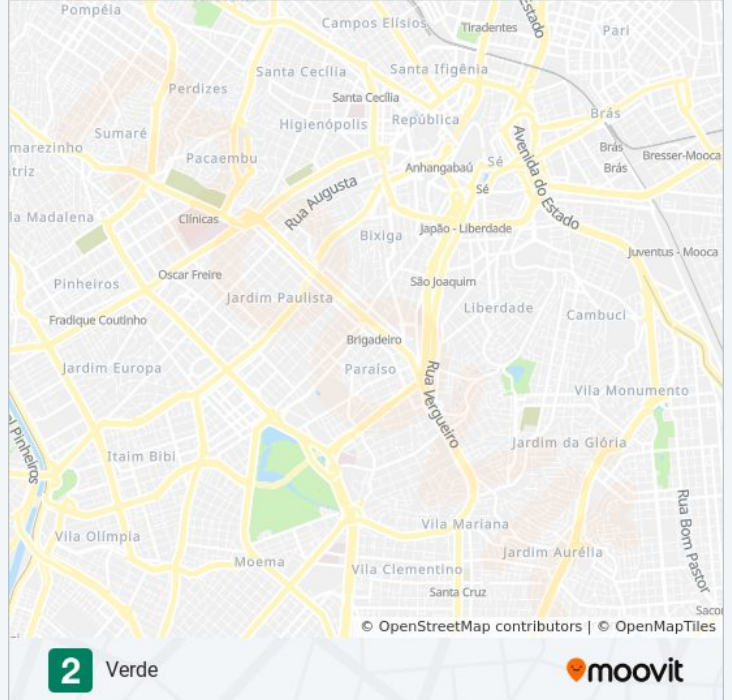 Pompéia
Campos Elísios
Tiradentes
Estado
Pari
Santa Cecília
Santa Ifigênia
Perdizes
Santa Cecília
Higienópolis
República
Brás
Sumaré
marezinho
triz
Pacaembu
Anhangabaú
Sé
Sé
Avenida do Estado
Brás
Brás
Bresser-Mooca
la Madalena
Clínicas
Rua Augusta
Bixiga
Japão - Liberdade
Juventus - Mooca
Pinheiros
Oscar Freire
São Joaquim
Jardim Paulista
Liberdade
Cambuci
Fradique Coutinho
Brigadeiro
Paraíso
Jardim Europa
Rua Vergueiro
Vila Monumento
el Pinheiros
Itaim Bibi
Jardim da Glória
Rua Bom Pastor
Vila Olímpia
Vila Mariana
Jardim Aurélia
Moema
Vila Clementino
Santa Cruz
Saco
© OpenStreetMap contributors | © OpenMapTiles
2 Verde
moovit